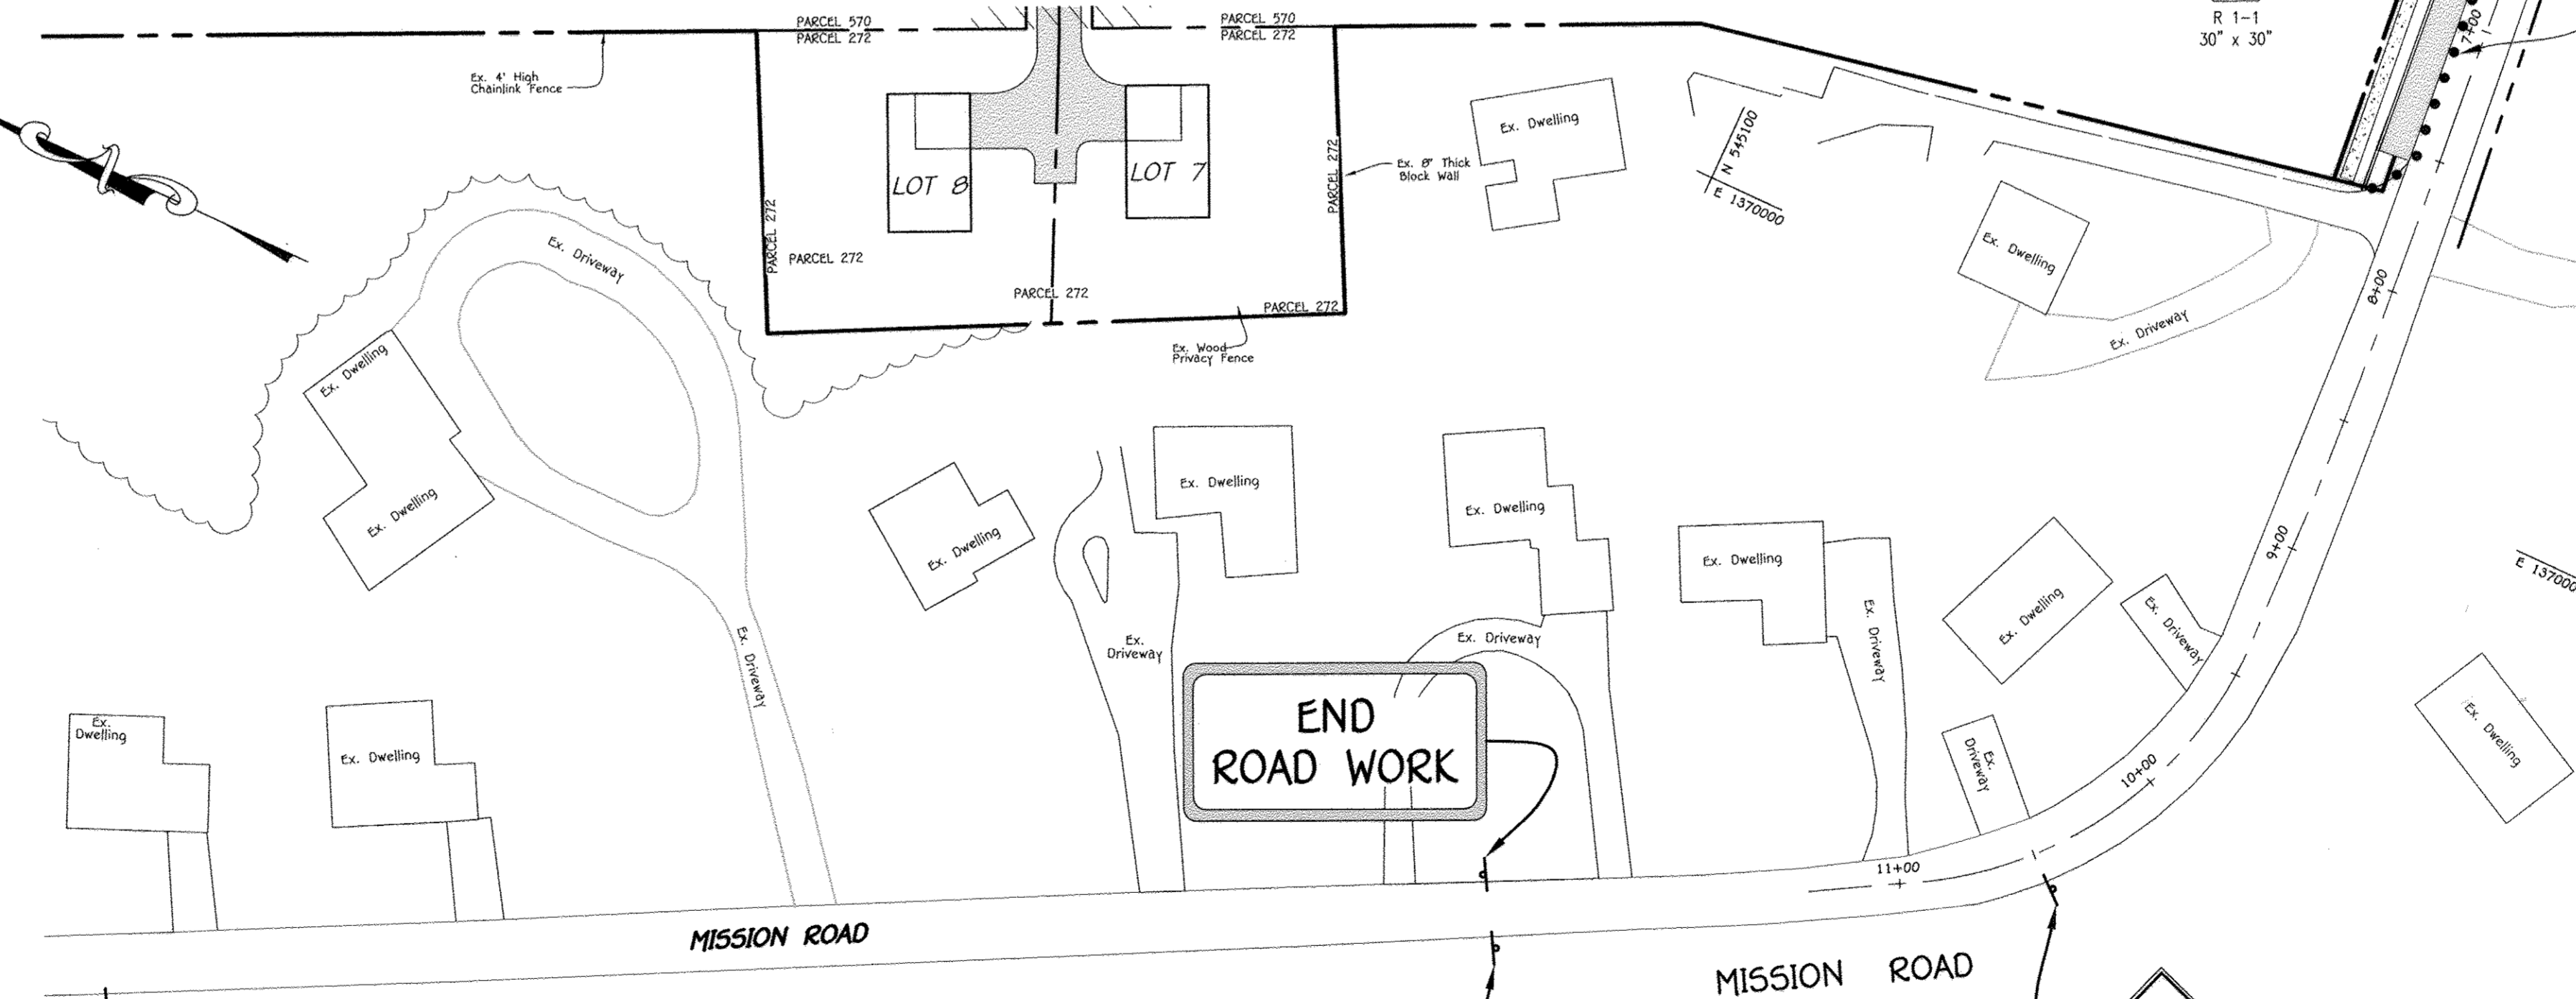 PARCEL 570
PARCEL 272
PARCEL 570
PARCEL 272
R 1-1
30" x 30"
7+00
Ex. 4' High
Chainlink Fence
Ex. Dwelling
N 545100
E 1370000
PARCEL 272
Ex. 8" Thick
Block Wall
LOT 8
LOT 7
PARCEL 272
PARCEL 272
PARCEL 272
PARCEL 272
Ex. Driveway
Ex. Dwelling
8+00
Ex. Driveway
Ex. Wood
Privacy Fence
Ex. Dwelling
Ex. Dwelling
Ex. Dwelling
Ex. Dwelling
Ex. Dwelling
Ex. Dwelling
9+00
E 137000
Ex. Driveway
Ex.
Driveway
Ex. Driveway
Ex. Driveway
Ex. Dwelling
Ex. Driveway
Ex. Dwelling
Ex.
Dwelling
Ex. Dwelling
END
ROAD WORK
Ex.
Driveway
10+00
11+00
MISSION ROAD
MISSION ROAD